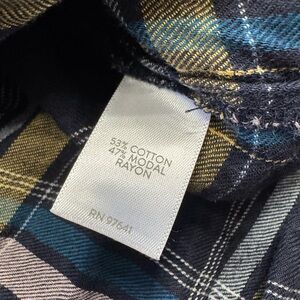 53% COTTON
47% MODAL
RAYON
RN 97641